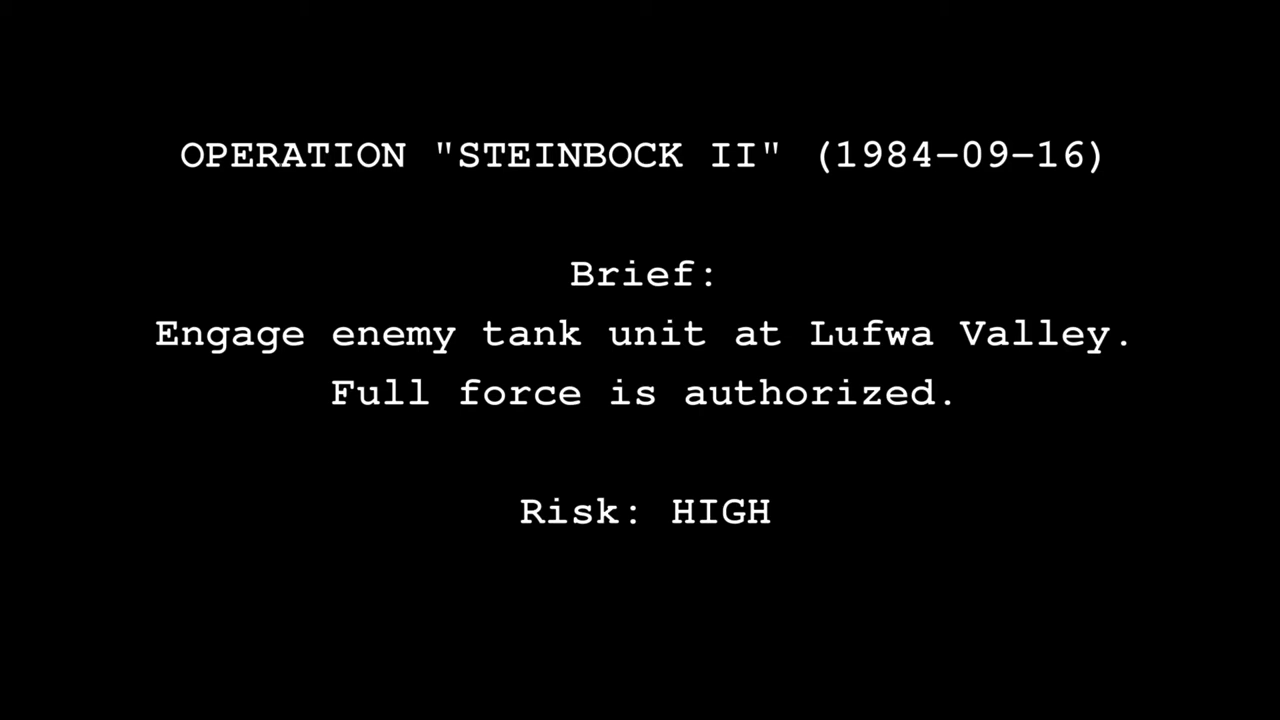 OPERATION "STEINBOCK II" (1984-09-16)
Brief:
Engage enemy tank unit at Lufwa Valley.
Full force is authorized.
Risk: HIGH